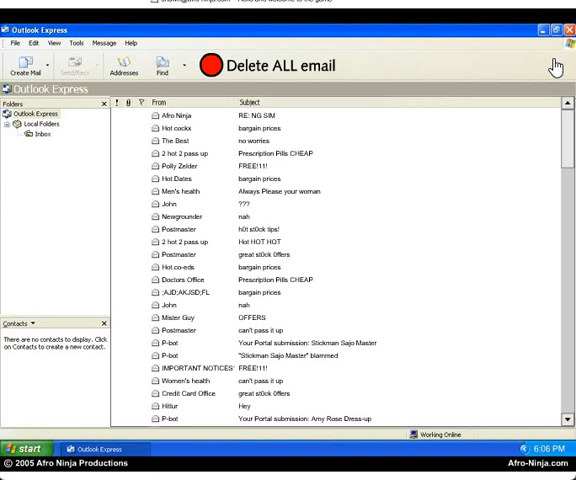 Outlook Express
File Edit View Tools Message Help
Create Mail Send/Recv Addresses Find Delete ALL email
Outlook Express
Folders
Outlook Express
Local Folders
Inbox
! From Subject
Afro Ninja RE: NG SIM
Hot cocks bargain prices
The Best no worries
2 hot 2 pass up Prescription Pills CHEAP
Polly Zelder FREE!11!
Hot.Dates bargain prices
Men's health Always Please your woman
John ???
Newgrounder nah
Postmaster h0t st0ck tips!
2 hot 2 pass up Hot HOT HOT
Postmaster great st0ck 0ffers
Hot.co-eds bargain prices
Doctors Office Prescription Pills CHEAP
;AJD;AKJSD;FL bargain prices
John nah
Mister Guy OFFERS
Postmaster can't pass it up
P-bot Your Portal submission: Stickman Sajo Master
P-bot "Stickman Sajo Master" blammed
IMPORTANT NOTICES' FREE!11!
Women's health can't pass it up
Credit Card Office great st0ck 0ffers
Hitlur Hey
P-bot Your Portal submission: Amy Rose Dress-up
Contacts
There are no contacts to display. Click
on Contacts to create a new contact.
Working Online
start Outlook Express 6:06 PM
© 2005 Afro Ninja Productions Afro-Ninja.com